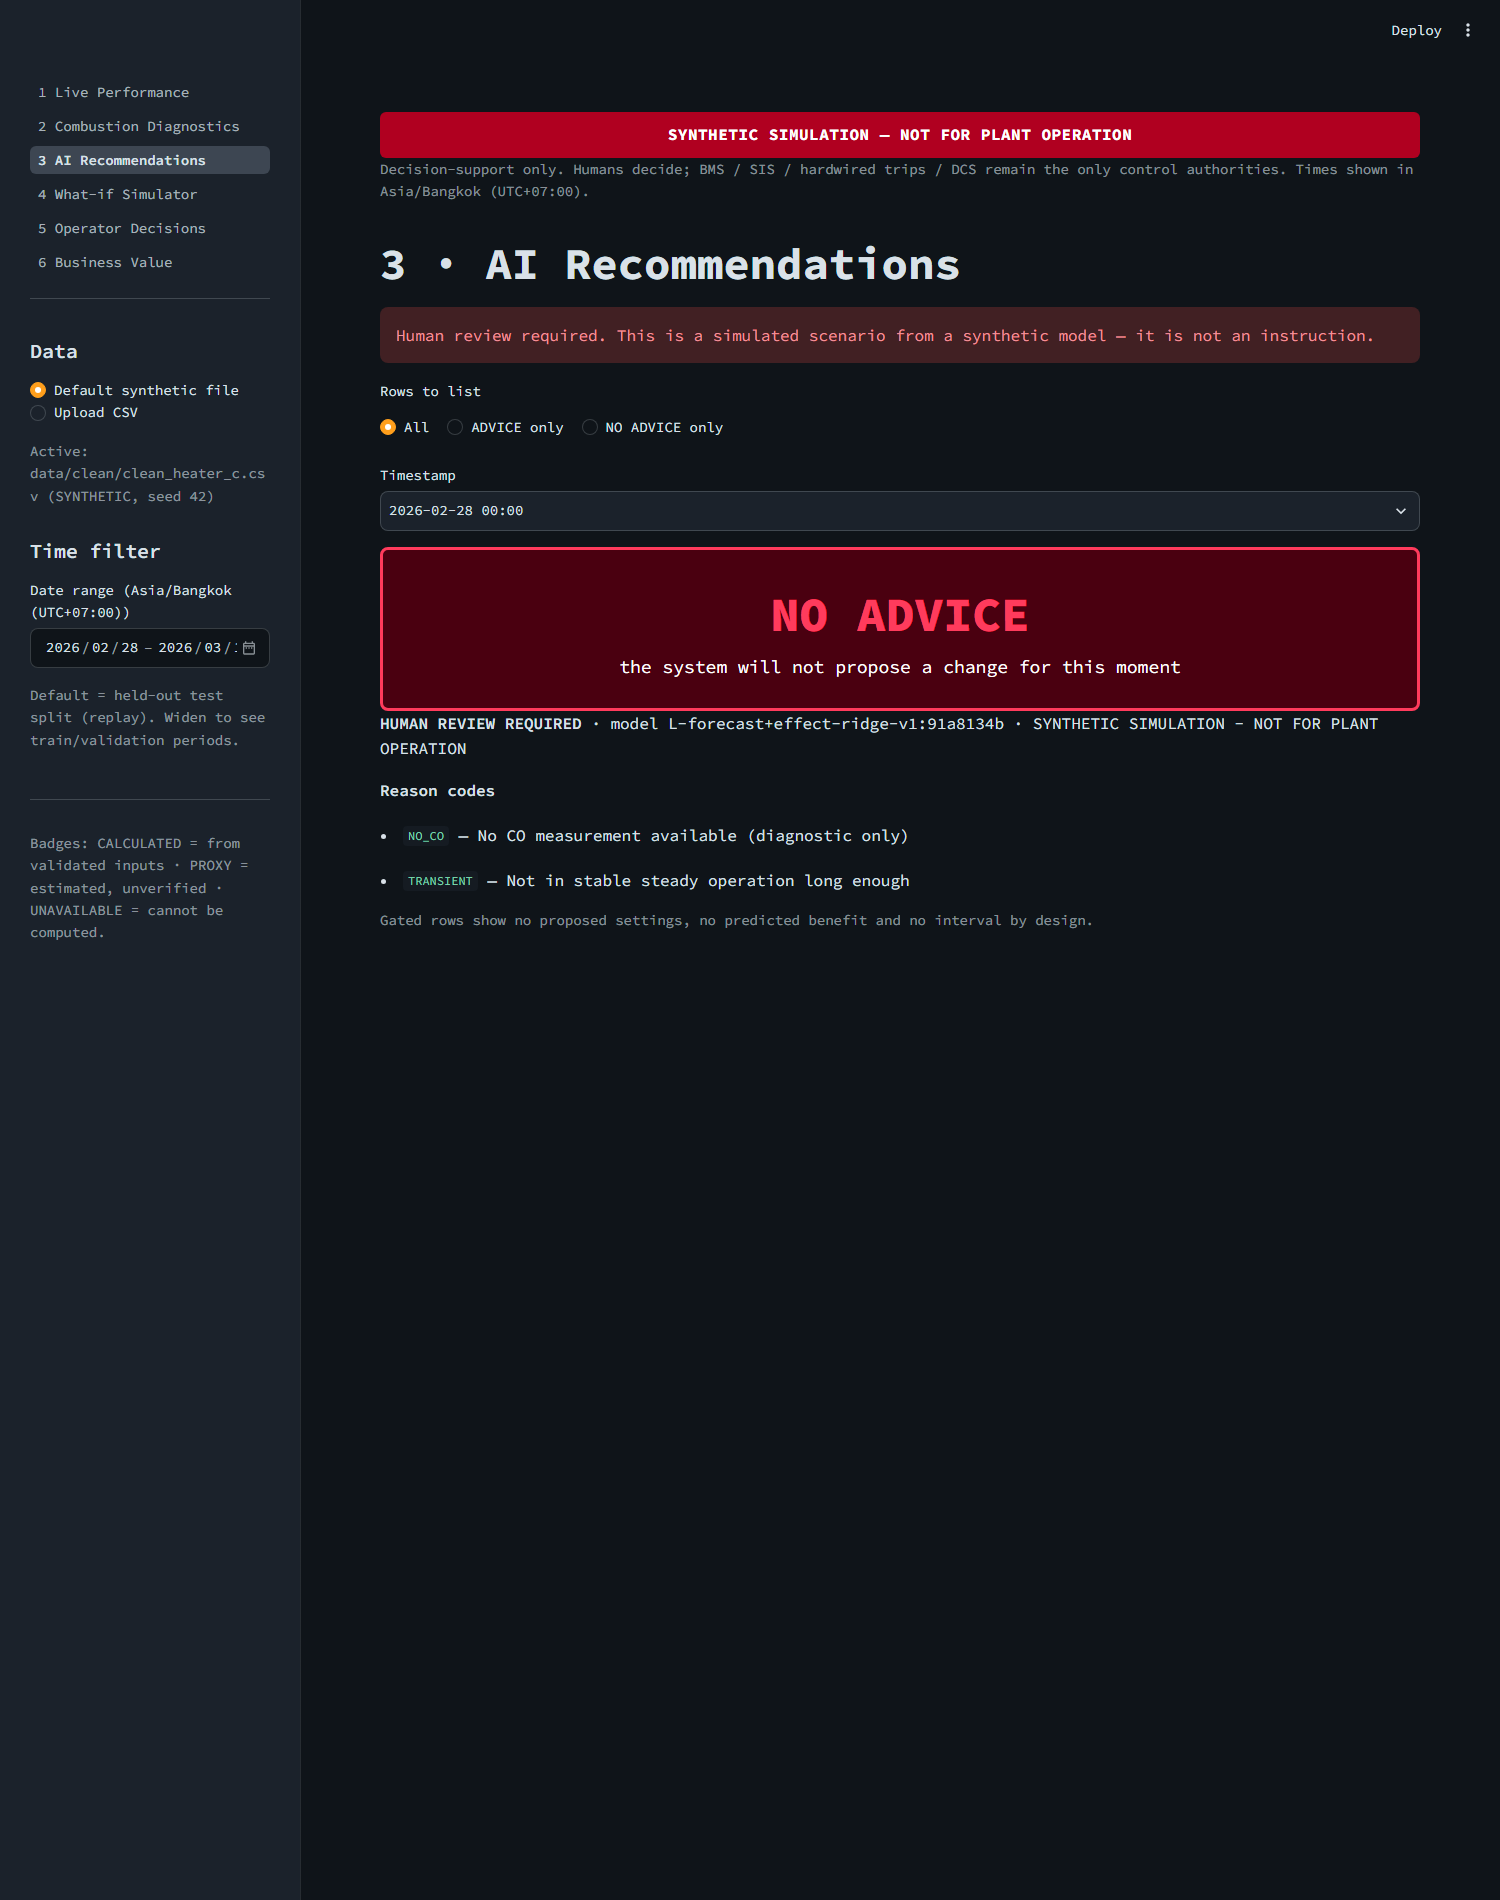 Deploy
1 Live Performance
2 Combustion Diagnostics
3 AI Recommendations
4 What-if Simulator
5 Operator Decisions
6 Business Value
Data
Default synthetic file
Upload CSV
Active:
data/clean/clean_heater_c.cs
v (SYNTHETIC, seed 42)
Time filter
Date range (Asia/Bangkok
(UTC+07:00))
2026/02/28 – 2026/03/
Default = held-out test
split (replay). Widen to see
train/validation periods.
Badges: CALCULATED = from
validated inputs · PROXY =
estimated, unverified ·
UNAVAILABLE = cannot be
computed.
SYNTHETIC SIMULATION — NOT FOR PLANT OPERATION
Decision-support only. Humans decide; BMS / SIS / hardwired trips / DCS remain the only control authorities. Times shown in
Asia/Bangkok (UTC+07:00).
3 · AI Recommendations
Human review required. This is a simulated scenario from a synthetic model — it is not an instruction.
Rows to list
All ADVICE only NO ADVICE only
Timestamp
2026-02-28 00:00
NO ADVICE
the system will not propose a change for this moment
HUMAN REVIEW REQUIRED · model L-forecast+effect-ridge-v1:91a8134b · SYNTHETIC SIMULATION - NOT FOR PLANT
OPERATION
Reason codes
• NO_CO — No CO measurement available (diagnostic only)
• TRANSIENT — Not in stable steady operation long enough
Gated rows show no proposed settings, no predicted benefit and no interval by design.